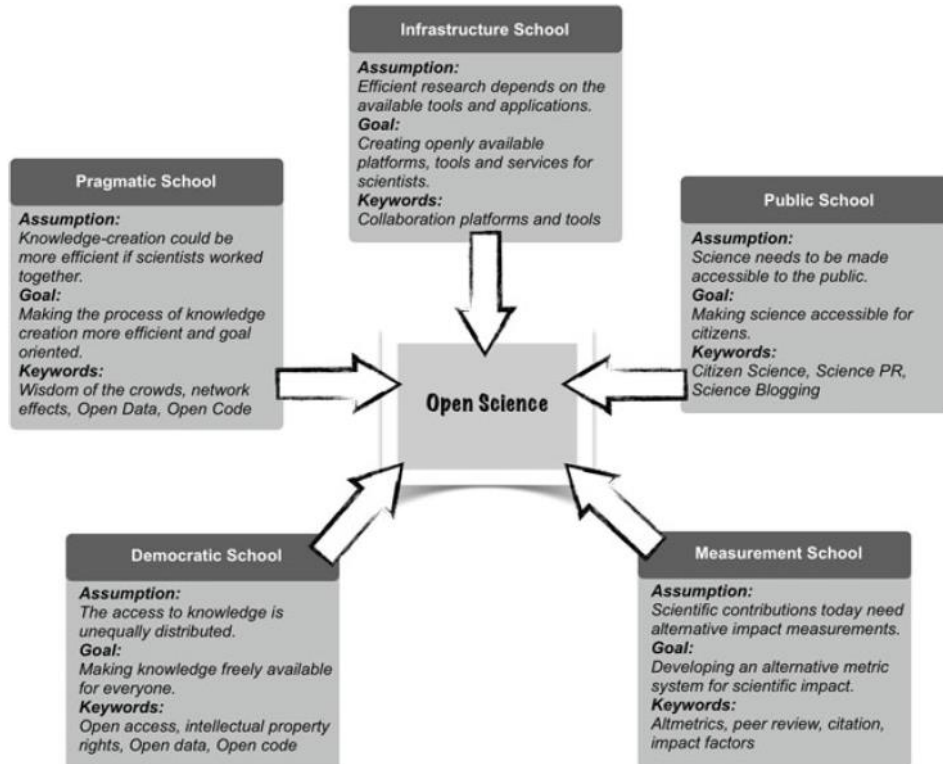 Infrastructure School
Assumption:
Efficient research depends on the
available tools and applications.
Goal:
Creating openly available
platforms, tools and services for
scientists.
Keywords:
Collaboration platforms and tools
Pragmatic School
Assumption:
Knowledge-creation could be
more efficient if scientists worked
together.
Goal:
Making the process of knowledge
creation more efficient and goal
oriented.
Keywords:
Wisdom of the crowds, network
effects, Open Data, Open Code
Public School
Assumption:
Science needs to be made
accessible to the public.
Goal:
Making science accessible for
citizens.
Keywords:
Citizen Science, Science PR,
Science Blogging
Open Science
Democratic School
Assumption:
The access to knowledge is
unequally distributed.
Goal:
Making knowledge freely available
for everyone.
Keywords:
Open access, intellectual property
rights, Open data, Open code
Measurement School
Assumption:
Scientific contributions today need
alternative impact measurements.
Goal:
Developing an alternative metric
system for scientific impact.
Keywords:
Altmetrics, peer review, citation,
impact factors